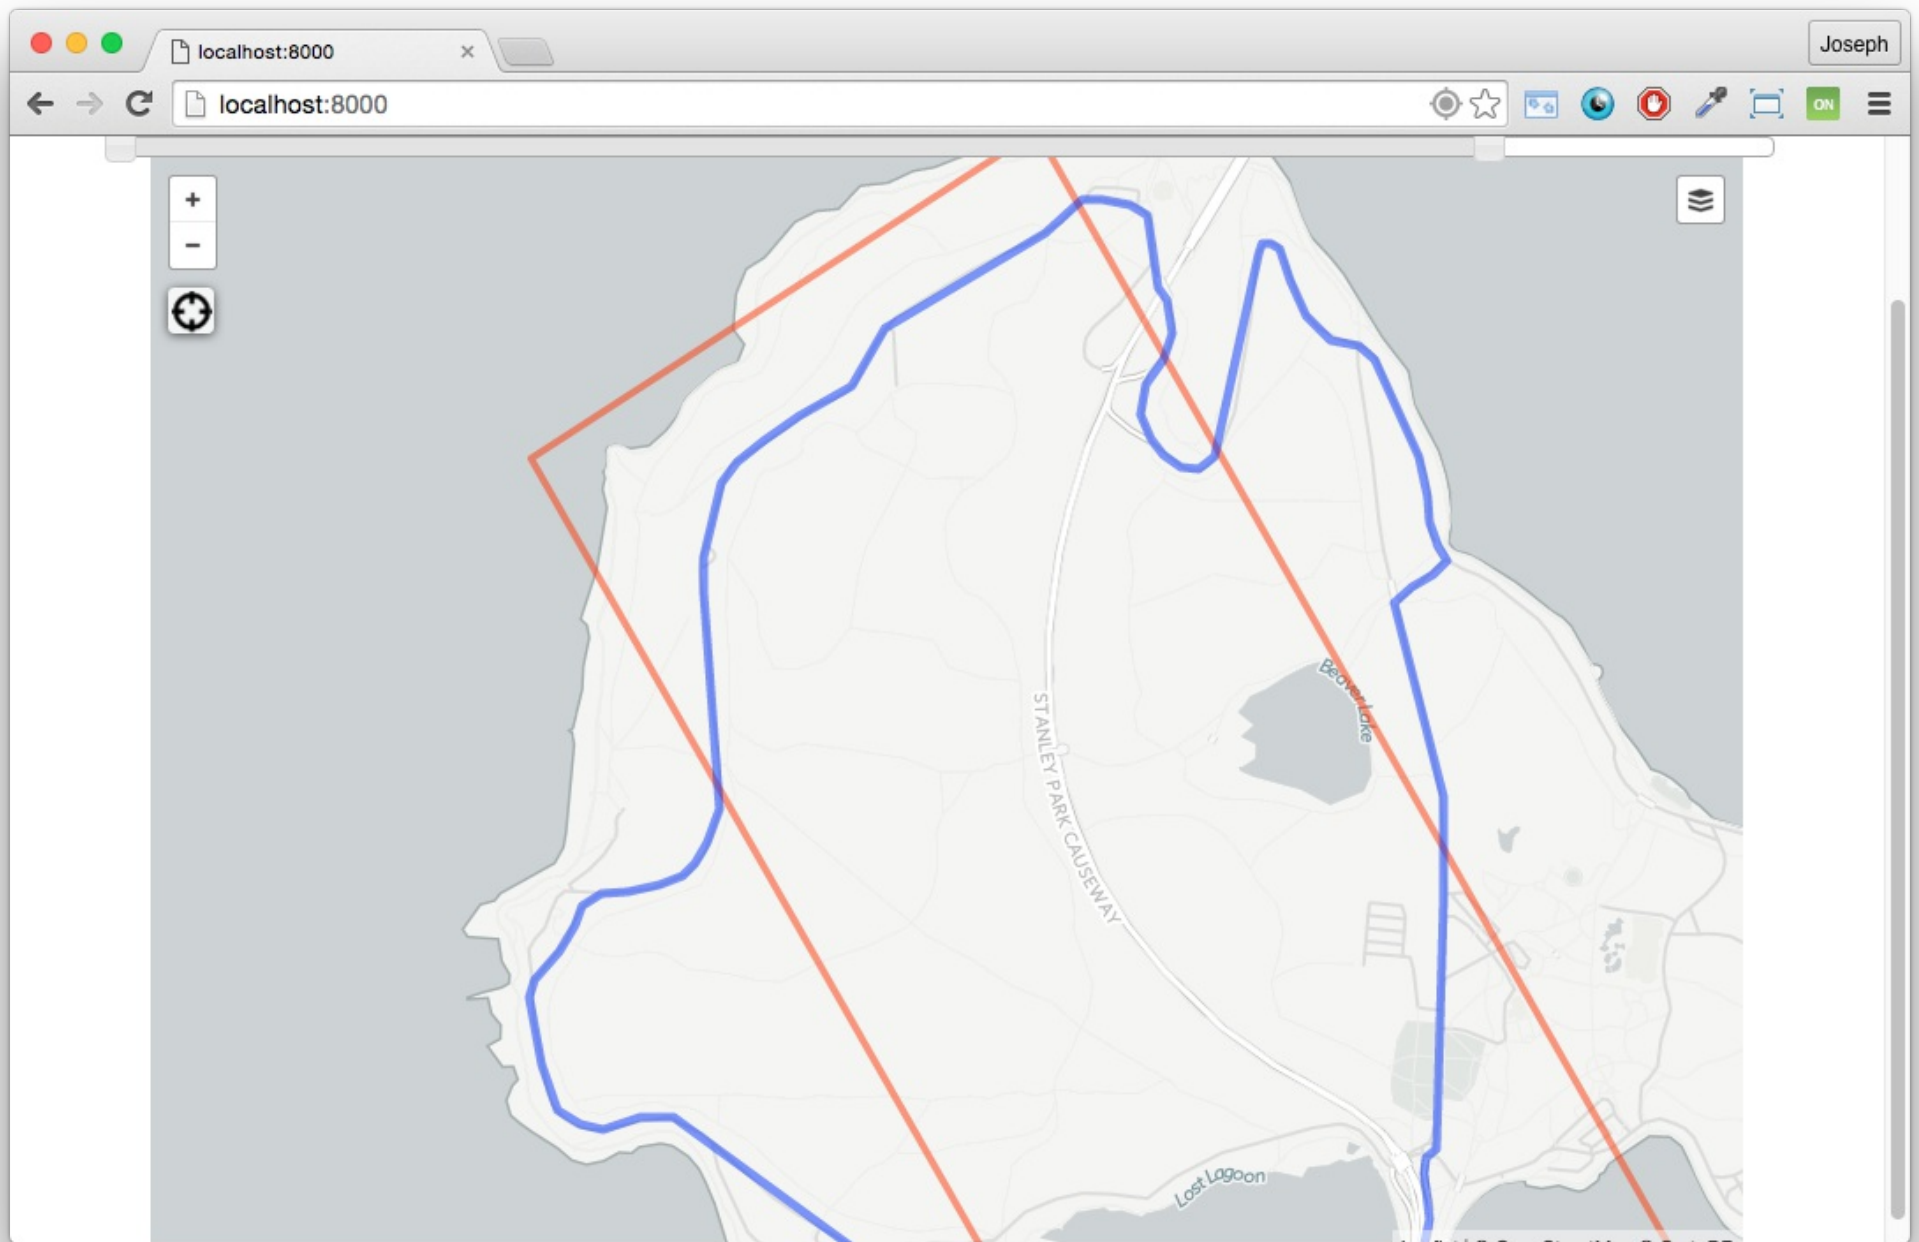 localhost:8000
Joseph
localhost:8000
ON
+
−
Beaver Lake
STANLEY PARK CAUSEWAY
Lost Lagoon